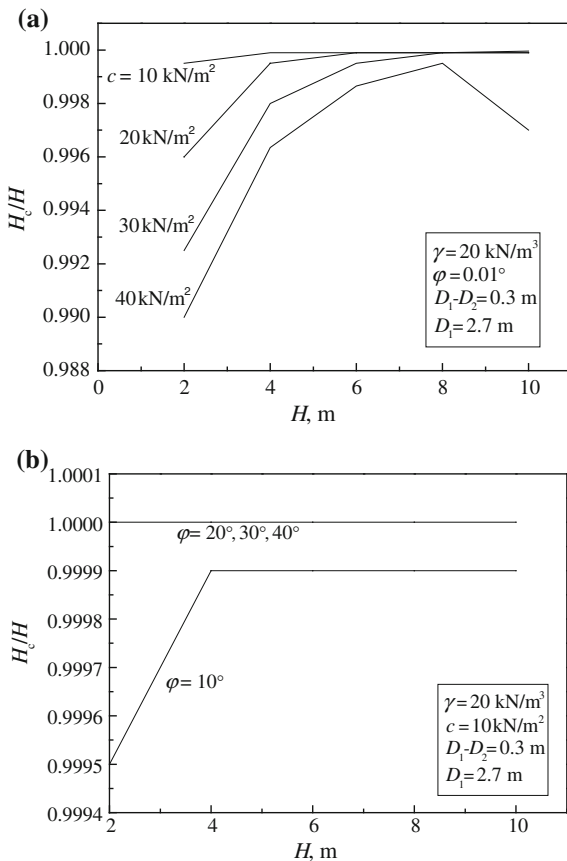 (a)
1.000
0.998
0.996
0.994
0.992
0.990
0.988
H_c/H
c = 10 kN/m²
20 kN/m²
30 kN/m²
40 kN/m²
γ = 20 kN/m³
φ = 0.01°
D₁-D₂ = 0.3 m
D₁ = 2.7 m
0 2 4 6 8 10
H, m
(b)
1.0001
1.0000
0.9999
0.9998
0.9997
0.9996
0.9995
0.9994
H_c/H
φ = 20°, 30°, 40°
φ = 10°
γ = 20 kN/m³
c = 10 kN/m²
D₁-D₂ = 0.3 m
D₁ = 2.7 m
2 4 6 8 10
H, m